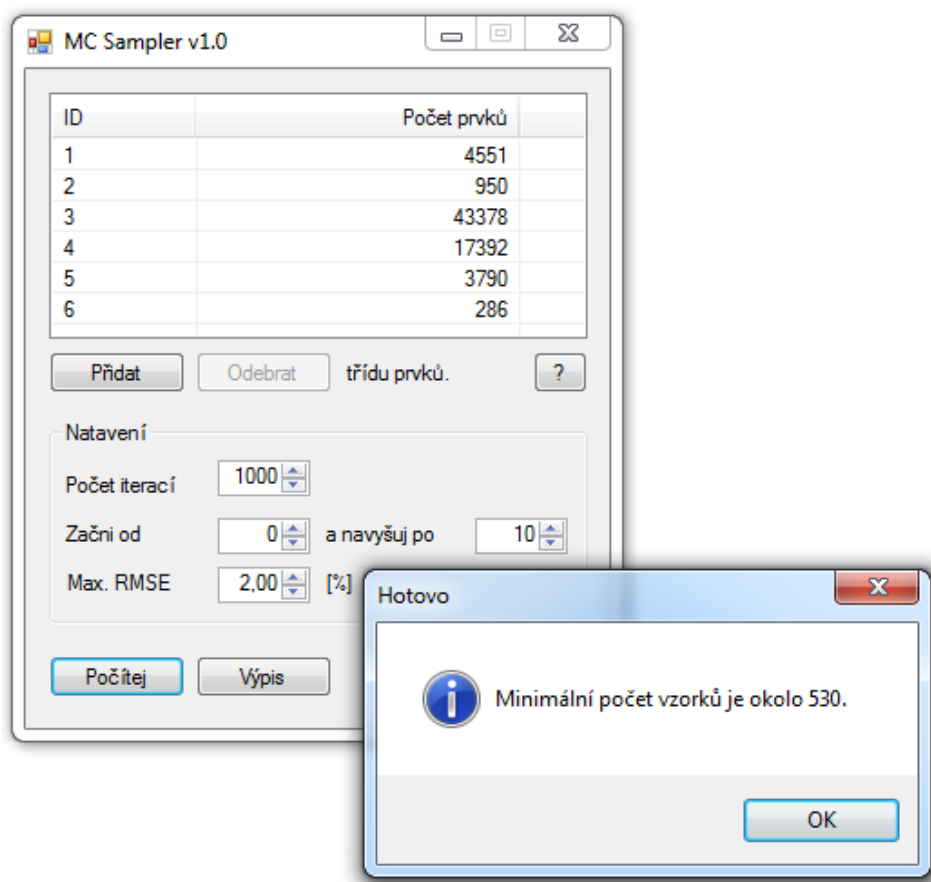 MC Sampler v1.0
ID Počet prvků
1 4551
2 950
3 43378
4 17392
5 3790
6 286
Přidat Odebrat třídu prvků. ?
Natavení
Počet iterací 1000
Začni od 0 a navyšuj po 10
Max. RMSE 2,00 [%]
Hotovo
Počítej Výpis
Minimální počet vzorků je okolo 530.
OK